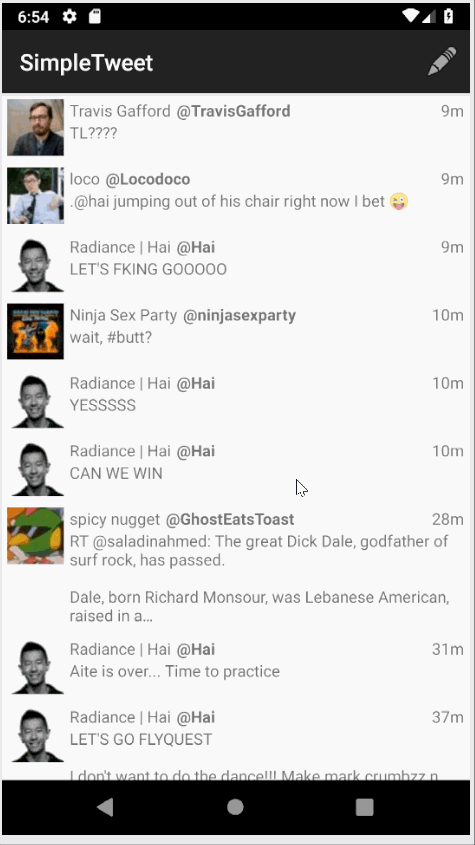 6:54
SimpleTweet
Travis Gafford @TravisGafford 9m
TL????
loco @Locodoco 9m
.@hai jumping out of his chair right now I bet 😜
Radiance | Hai @Hai 9m
LET'S FKING GOOOOO
Ninja Sex Party @ninjasexparty 10m
wait, #butt?
Radiance | Hai @Hai 10m
YESSSSS
Radiance | Hai @Hai 10m
CAN WE WIN
spicy nugget @GhostEatsToast 28m
RT @saladinahmed: The great Dick Dale, godfather of
surf rock, has passed.
Dale, born Richard Monsour, was Lebanese American,
raised in a…
Radiance | Hai @Hai 31m
Aite is over... Time to practice
Radiance | Hai @Hai 37m
LET'S GO FLYQUEST
I don't want to do the dance!!! Make mark crumbzz n